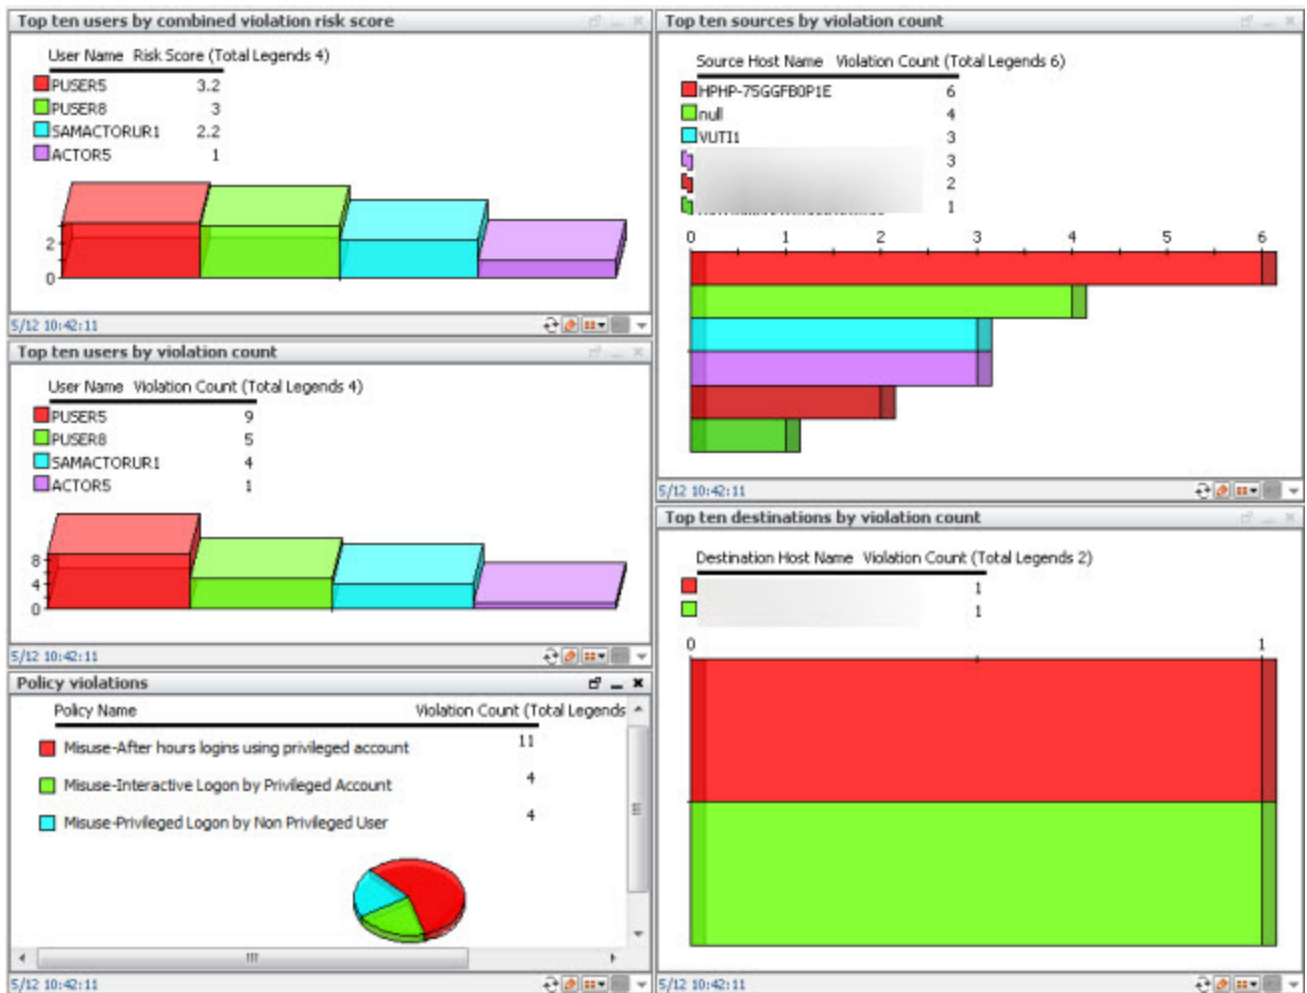 Top ten users by combined violation risk score
User Name Risk Score (Total Legends 4)
PUSER5 3.2
PUSER8 3
SAMACTORUR1 2.2
ACTOR5 1
2
0
5/12 10:42:11
Top ten users by violation count
User Name Violation Count (Total Legends 4)
PUSER5 9
PUSER8 5
SAMACTORUR1 4
ACTOR5 1
8
4
0
5/12 10:42:11
Policy violations
Policy Name Violation Count (Total Legends
Misuse-After hours logins using privileged account 11
Misuse-Interactive Logon by Privileged Account 4
Misuse-Privileged Logon by Non Privileged User 4
5/12 10:42:11
Top ten sources by violation count
Source Host Name Violation Count (Total Legends 6)
HPHP-75GGFB0P1E 6
null 4
VUTI1 3
3
2
1
0 1 2 3 4 5 6
5/12 10:42:11
Top ten destinations by violation count
Destination Host Name Violation Count (Total Legends 2)
1
1
0 1
5/12 10:42:11